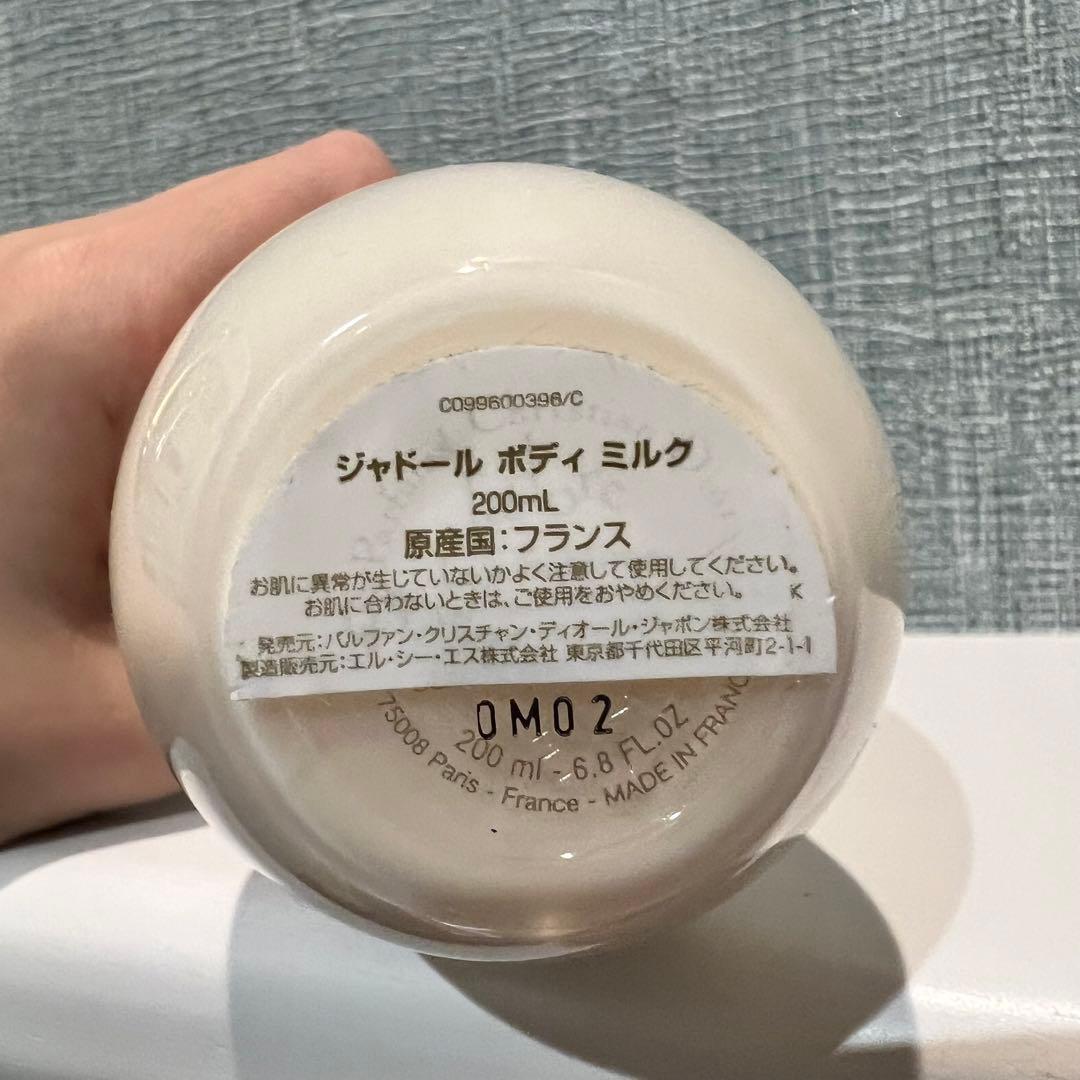 C099600396/C
ジャドール ボディ ミルク
200mL
原産国:フランス
お肌に異常が生じていないかよく注意して使用してください。
お肌に合わないときは、ご使用をおやめください。 K
発売元:パルファン・クリスチャン・ディオール・ジャポン株式会社
製造販売元:エル・シー・エス株式会社 東京都千代田区平河町2-1-1
0M02
200 ml - 6.8 FL.OZ
75008 Paris - France - MADE IN FRANCE